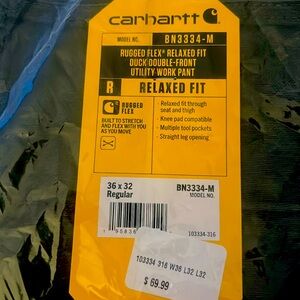 carhartt
MODEL NO.
BN3334-M
RUGGED FLEX® RELAXED FIT
DUCK DOUBLE-FRONT
UTILITY WORK PANT
R RELAXED FIT
RUGGED
FLEX
BUILT TO STRETCH
AND FLEX WITH YOU
AS YOU MOVE
- Relaxed fit through
seat and thigh
- Knee pad compatible
- Multiple tool pockets
- Straight leg opening
36 x 32
Regular
BN3334-M
MODEL NO.
103334-316
103334 316 W36 L32 L32
$ 69.99